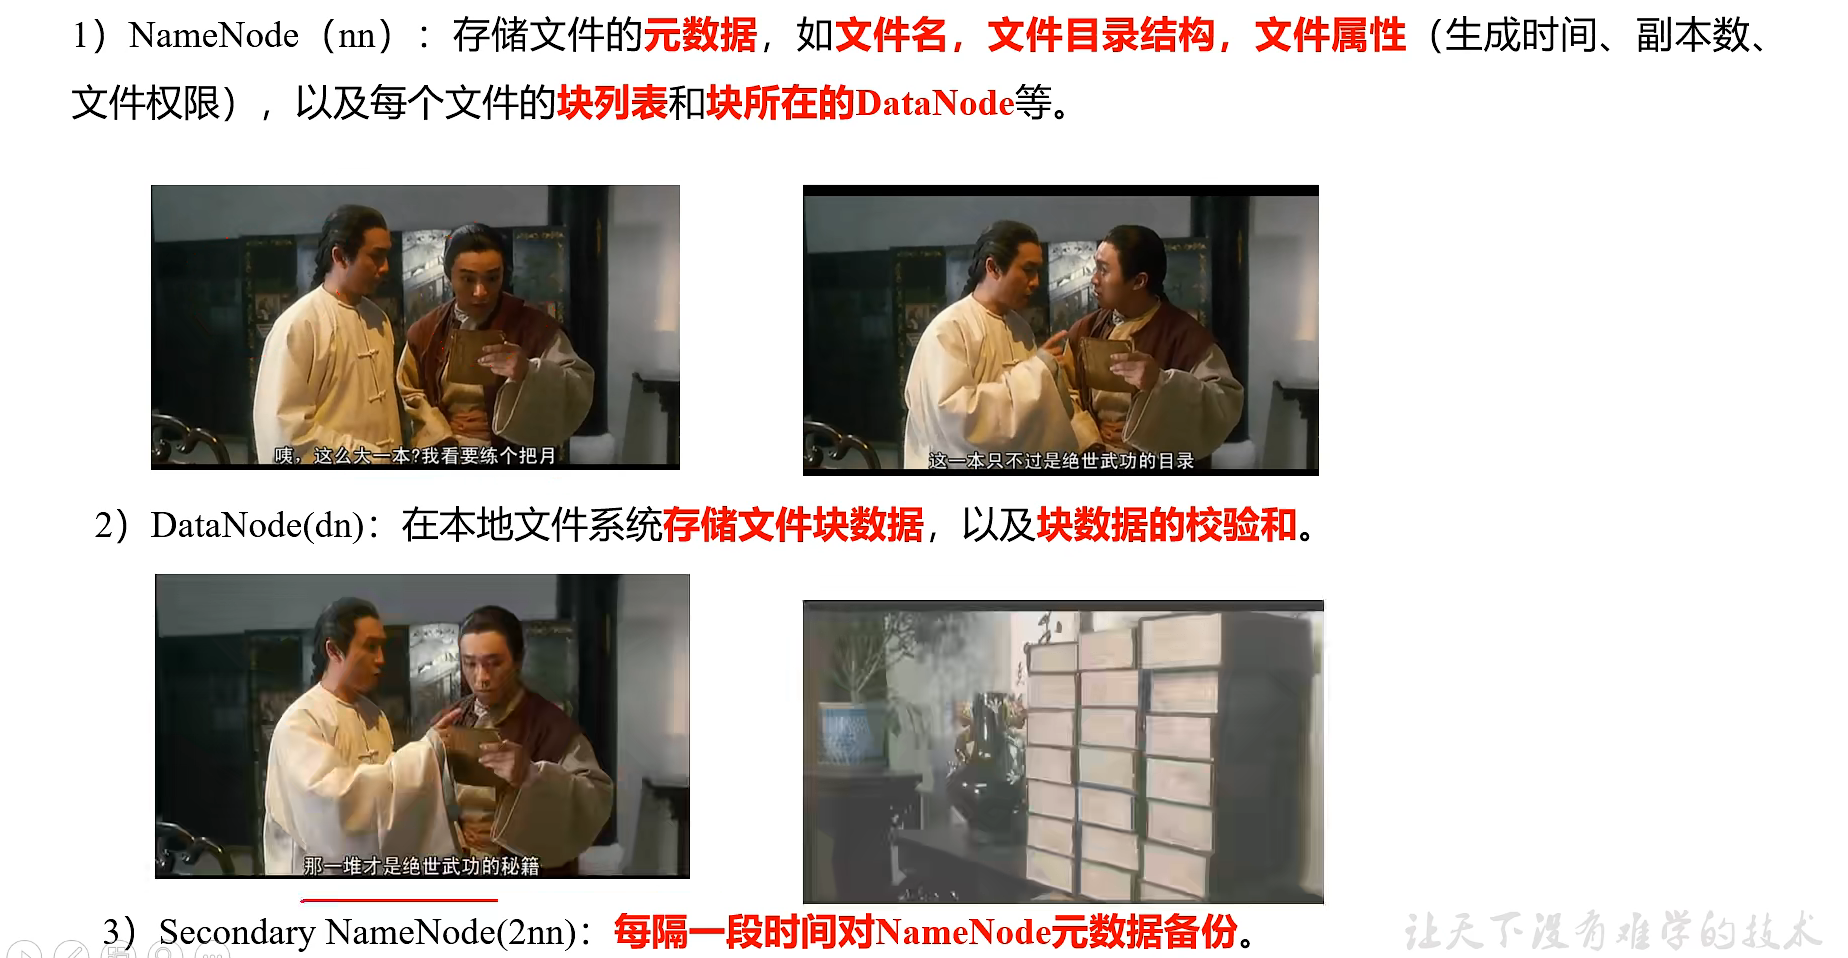 1）NameNode（nn）：存储文件的元数据，如文件名，文件目录结构，文件属性（生成时间、副本数、
文件权限），以及每个文件的块列表和块所在的DataNode等。
咦，这么大一本?我看要练个把月
这一本只不过是绝世武功的目录
2）DataNode(dn)：在本地文件系统存储文件块数据，以及块数据的校验和。
那一堆才是绝世武功的秘籍
3）Secondary NameNode(2nn)：每隔一段时间对NameNode元数据备份。
让天下没有难学的技术